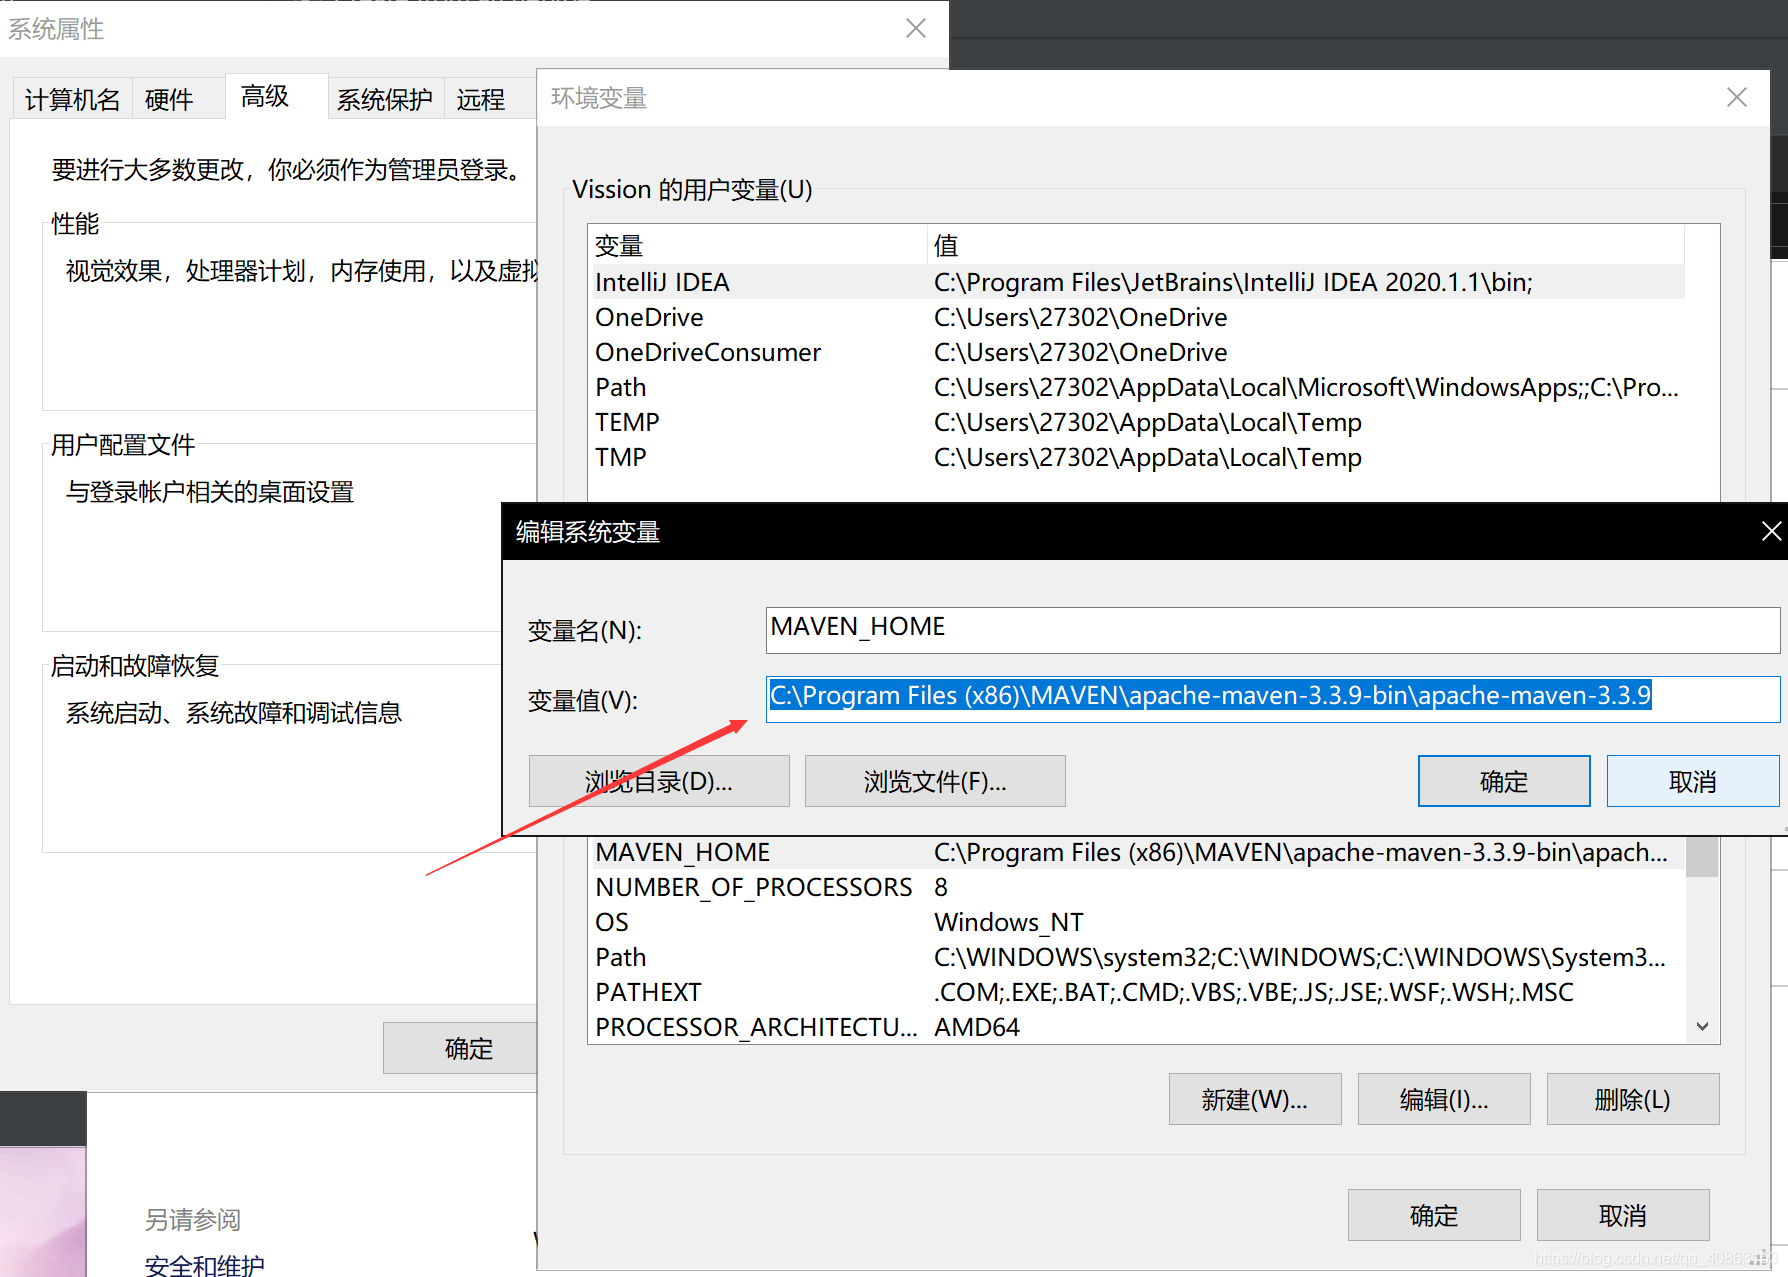 系统属性
计算机名
硬件
高级
系统保护
远程
要进行大多数更改，你必须作为管理员登录。
性能
视觉效果，处理器计划，内存使用，以及虚拟
用户配置文件
与登录帐户相关的桌面设置
启动和故障恢复
系统启动、系统故障和调试信息
确定
另请参阅
安全和维护
环境变量
Vission 的用户变量(U)
变量 值
IntelliJ IDEA C:\Program Files\JetBrains\IntelliJ IDEA 2020.1.1\bin;
OneDrive C:\Users\27302\OneDrive
OneDriveConsumer C:\Users\27302\OneDrive
Path C:\Users\27302\AppData\Local\Microsoft\WindowsApps;;C:\Pro...
TEMP C:\Users\27302\AppData\Local\Temp
TMP C:\Users\27302\AppData\Local\Temp
编辑系统变量
变量名(N): MAVEN_HOME
变量值(V): C:\Program Files (x86)\MAVEN\apache-maven-3.3.9-bin\apache-maven-3.3.9
浏览目录(D)... 浏览文件(F)... 确定 取消
MAVEN_HOME C:\Program Files (x86)\MAVEN\apache-maven-3.3.9-bin\apach...
NUMBER_OF_PROCESSORS 8
OS Windows_NT
Path C:\WINDOWS\system32;C:\WINDOWS;C:\WINDOWS\System3...
PATHEXT .COM;.EXE;.BAT;.CMD;.VBS;.VBE;.JS;.JSE;.WSF;.WSH;.MSC
PROCESSOR_ARCHITECTU... AMD64
新建(W)... 编辑(I)... 删除(L)
确定 取消